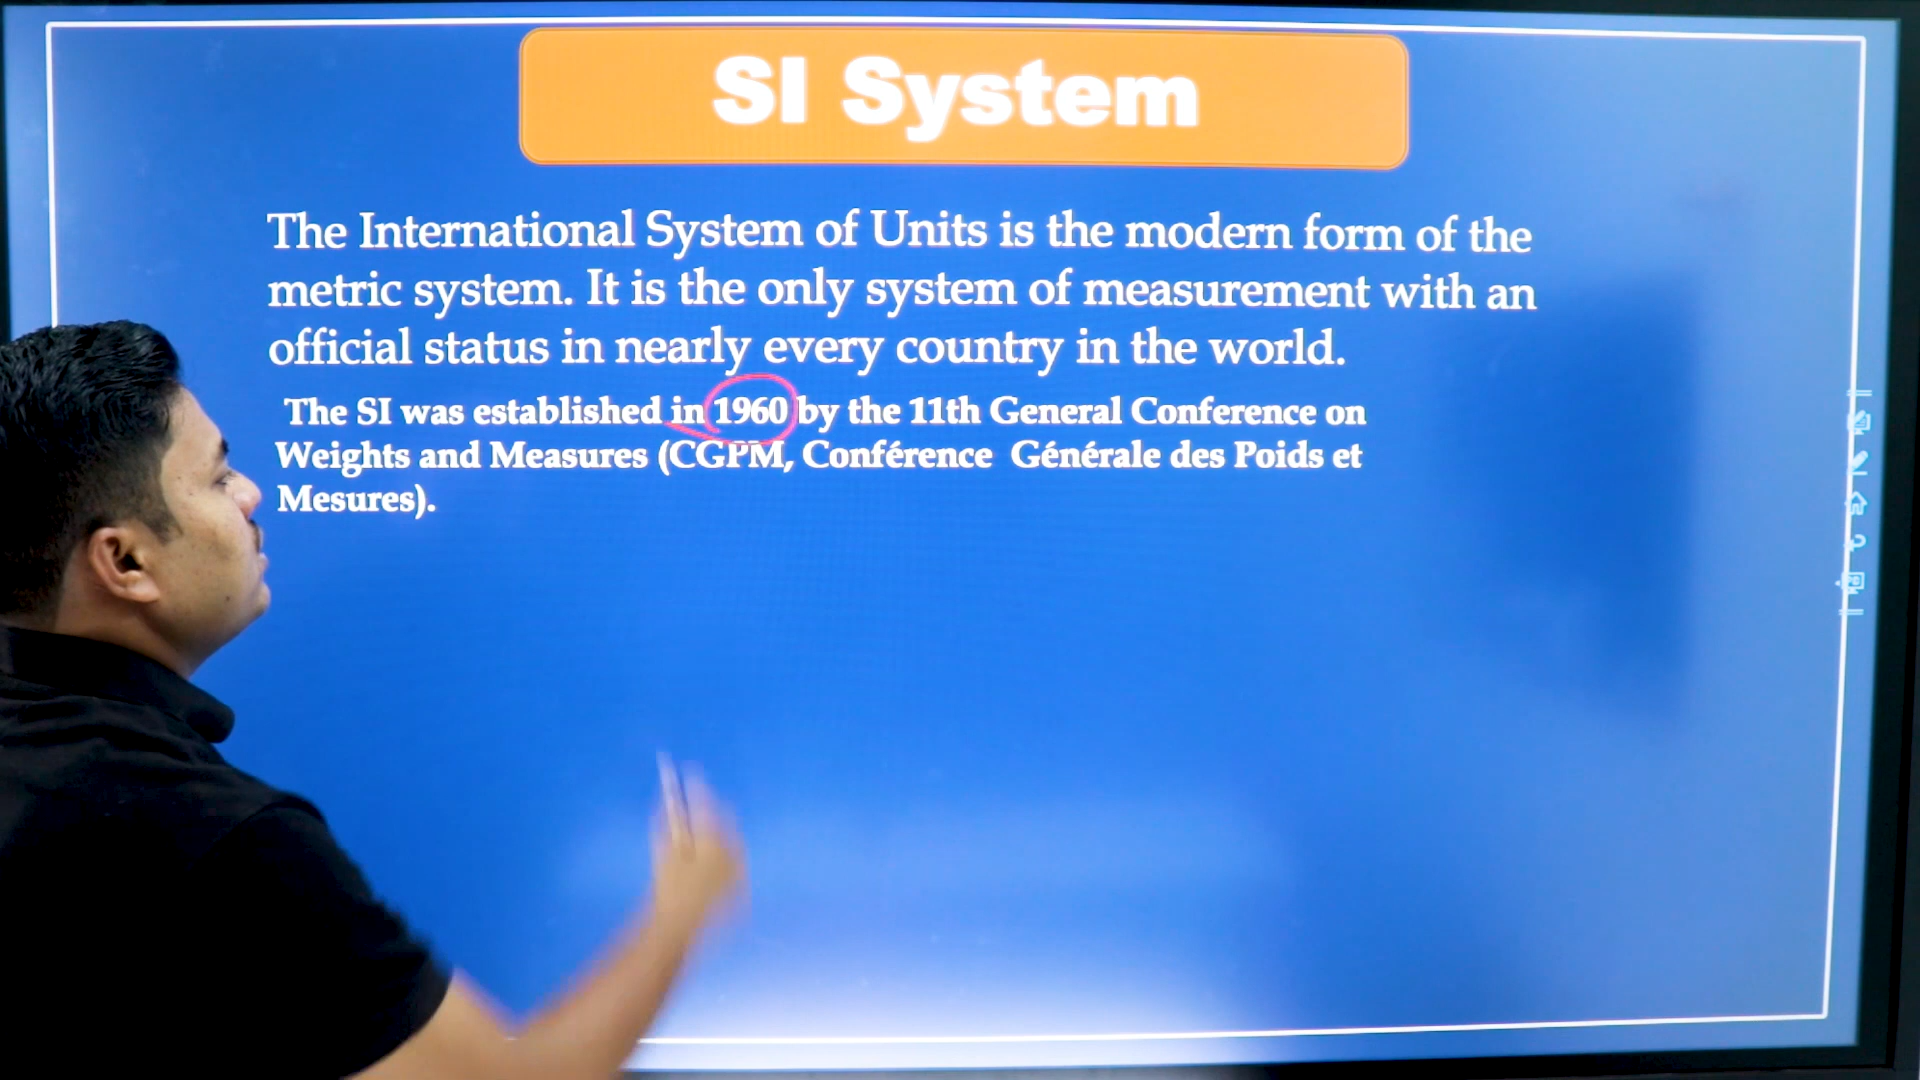 SI System
The International System of Units is the modern form of the
metric system. It is the only system of measurement with an
official status in nearly every country in the world.
The SI was established in 1960 by the 11th General Conference on
Weights and Measures (CGPM, Conférence Générale des Poids et
Mesures).